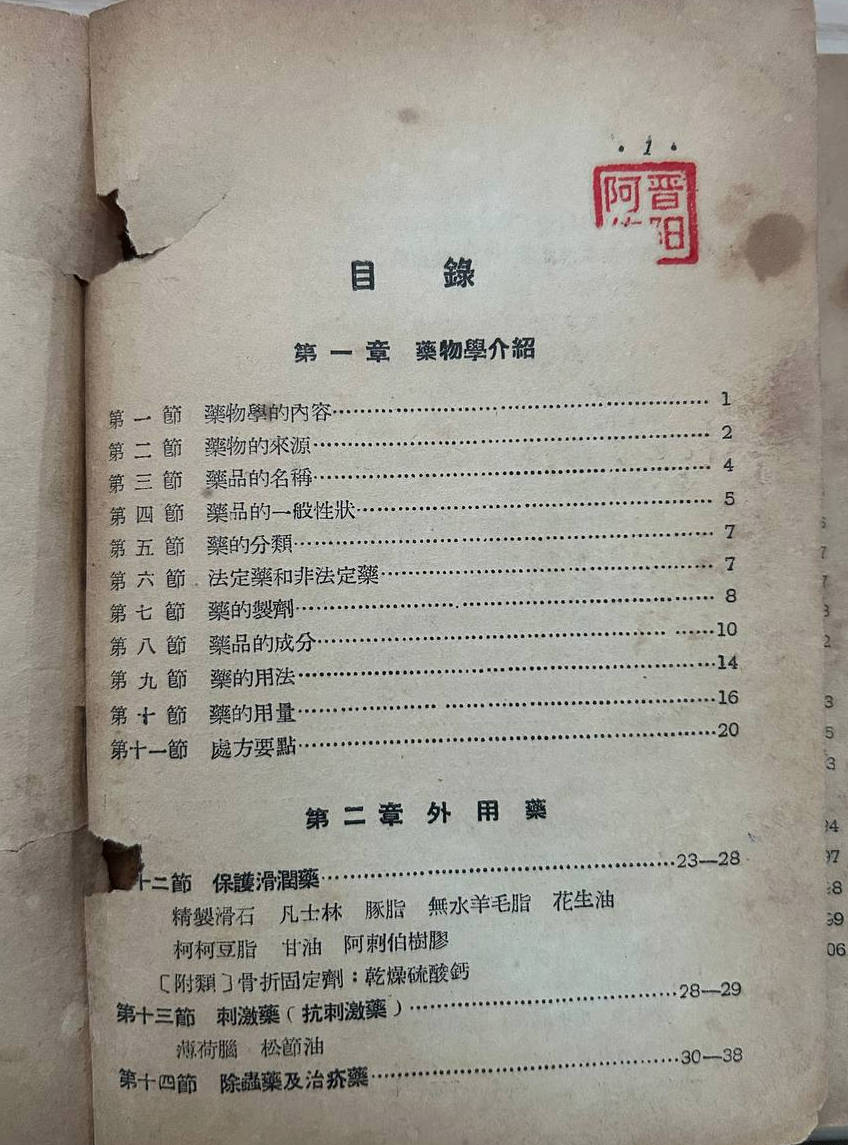 • 1 •
晋阳
阿
目 錄
第一章 藥物學介紹
第一節 藥物學的內容……1
第二節 藥物的來源……2
第三節 藥品的名稱……4
第四節 藥品的一般性狀……5
第五節 藥的分類……7
第六節 法定藥和非法定藥……7
第七節 藥的製劑……8
第八節 藥品的成分……10
第九節 藥的用法……14
第十節 藥的用量……16
第十一節 處方要點……20
第二章 外用藥
十二節 保護滑潤藥……23—28
精製滑石 凡士林 豚脂 無水羊毛脂 花生油
柯柯豆脂 甘油 阿剌伯樹膠
〔附類〕骨折固定劑：乾燥硫酸鈣
第十三節 刺激藥（抗刺激藥）……28—29
薄荷腦 松節油
第十四節 除蟲藥及治疥藥……30—38